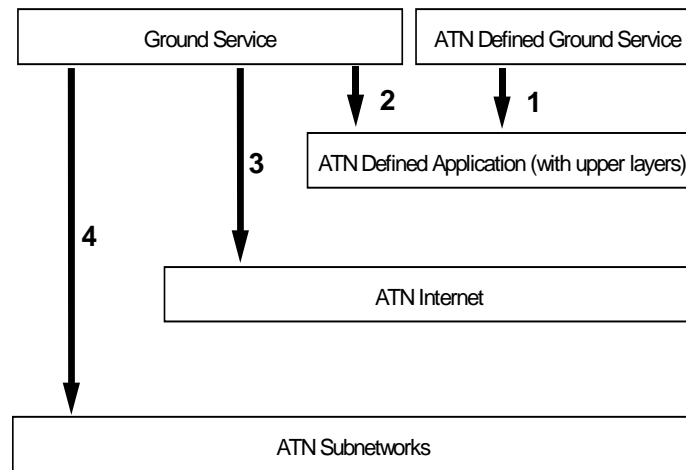 Ground Service
ATN Defined Ground Service
2
1
ATN Defined Application (with upper layers)
3
4
ATN Internet
ATN Subnetworks